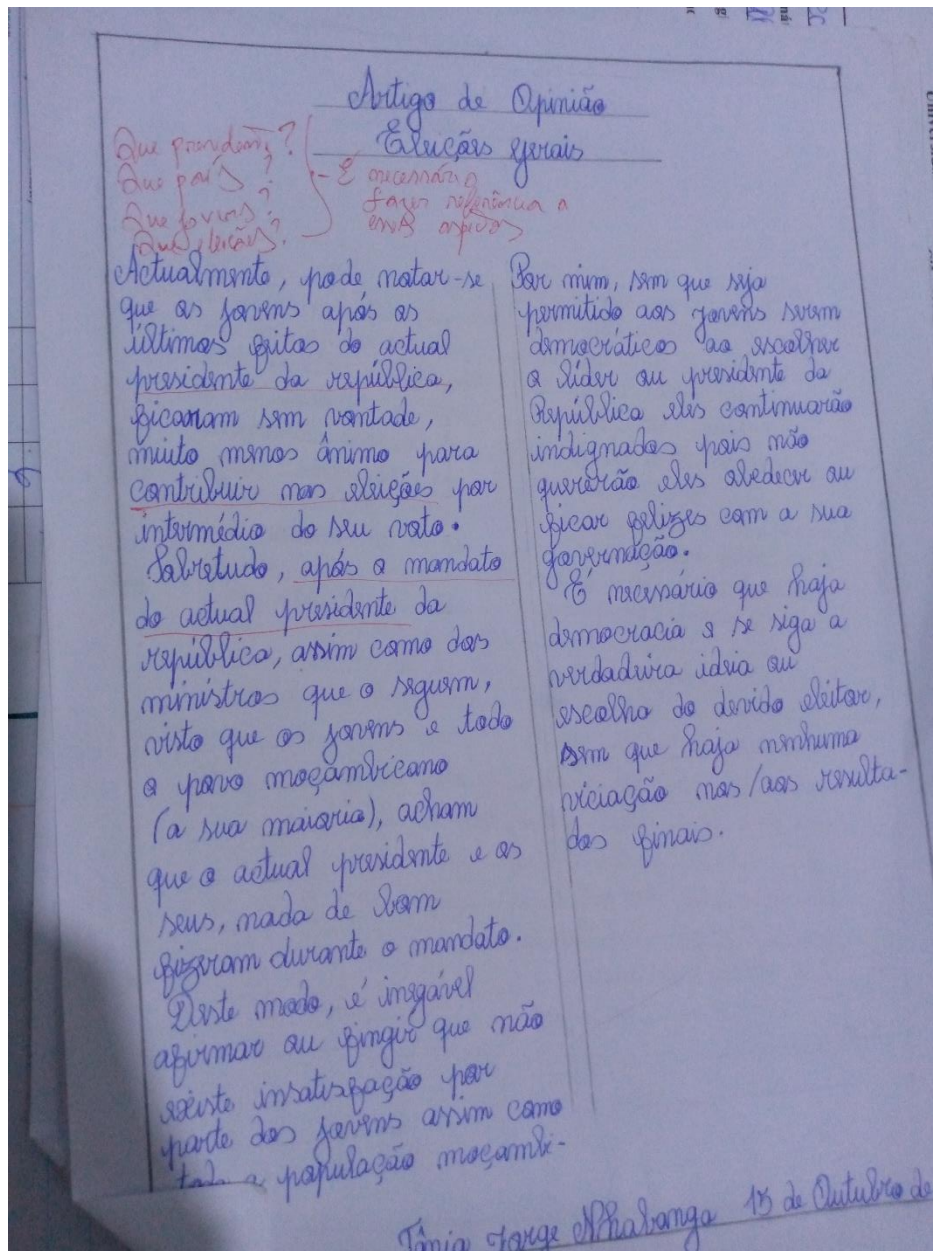 Artigo de Opinião
Eleições gerais
Que presidente?
Que país?
Que jovens?
Que eleições?
- É necessário
fazer referência a
esses aspectos
Actualmente, pode notar-se
que os jovens após os
últimos feitos do actual
presidente da república,
ficaram sem vontade,
muito menos ânimo para
contribuir nas eleições por
intermédio do seu voto.
Sobretudo, após o mandato
do actual presidente da
república, assim como dos
ministros que o seguem,
visto que os jovens e todo
o povo moçambicano
(a sua maioria), acham
que o actual presidente e os
seus, nada de bom
fizeram durante o mandato.
Deste modo, é inegável
afirmar ou fingir que não
existe insatisfação por
parte dos jovens assim como
toda a população moçambi-
Por mim, sem que seja
permitido aos jovens serem
democráticos ao escolher
o líder ou presidente da
República eles continuarão
indignados pois não
quererão eles obedecer ou
ficar felizes com a sua
governação.
É necessário que haja
democracia e se siga a
verdadeira ideia ou
escolha do devido eleitor,
sem que haja nenhuma
viciação nos/aos resulta-
dos finais.
Tânia Jorge Nhabanga 15 de Outubro de